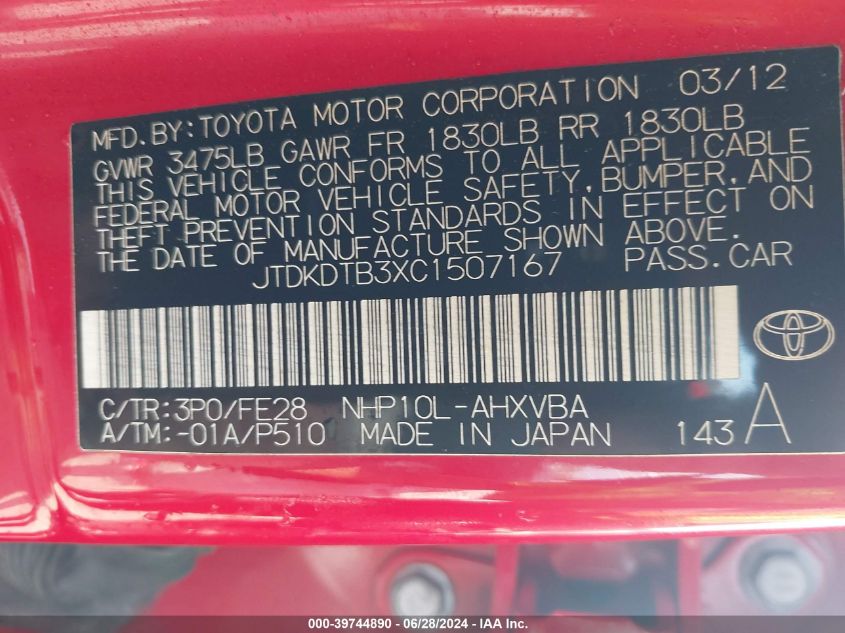 MFD.BY:TOYOTA MOTOR CORPORATION 03/12
GVWR 3475LB GAWR FR 1830LB RR 1830LB
THIS VEHICLE CONFORMS TO ALL APPLICABLE
FEDERAL MOTOR VEHICLE SAFETY,BUMPER,AND
THEFT PREVENTION STANDARDS IN EFFECT ON
THE DATE OF MANUFACTURE SHOWN ABOVE.
JTDKDTB3XC1507167 PASS.CAR
C/TR:3P0/FE28 NHP10L-AHXVBA
A/TM:-01A/P510 MADE IN JAPAN 143 A
000-39744890 - 06/28/2024 - IAA Inc.